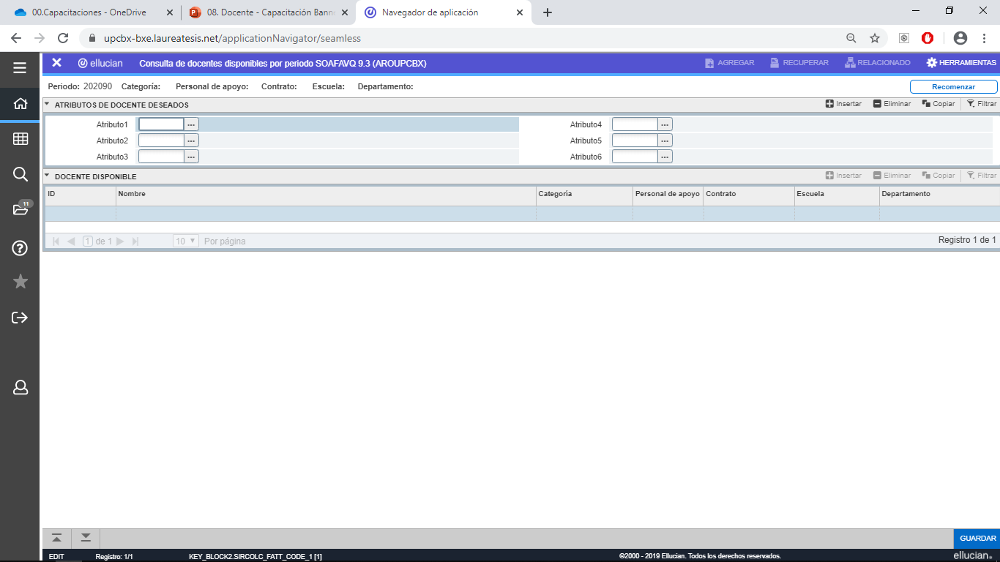 00.Capacitaciones - OneDrive
08. Docente - Capacitación Bann
Navegador de aplicación
upcbx-bxe.laureatesis.net/applicationNavigator/seamless
ellucian Consulta de docentes disponibles por periodo SOAFAVQ 9.3 (AROUPCBX) AGREGAR RECUPERAR RELACIONADO HERRAMIENTAS
Periodo: 202090 Categoría: Personal de apoyo: Contrato: Escuela: Departamento: Recomenzar
ATRIBUTOS DE DOCENTE DESEADOS Insertar Eliminar Copiar Filtrar
Atributo1 ... Atributo4 ...
Atributo2 ... Atributo5 ...
Atributo3 ... Atributo6 ...
11
DOCENTE DISPONIBLE Insertar Eliminar Copiar Filtrar
ID Nombre Categoría Personal de apoyo Contrato Escuela Departamento
1 de 1 10 Por página Registro 1 de 1
GUARDAR
EDIT Registro: 1/1 KEY_BLOCK2.SIRCOLC_FATT_CODE_1 [1] ©2000 - 2019 Ellucian. Todos los derechos reservados. ellucian.